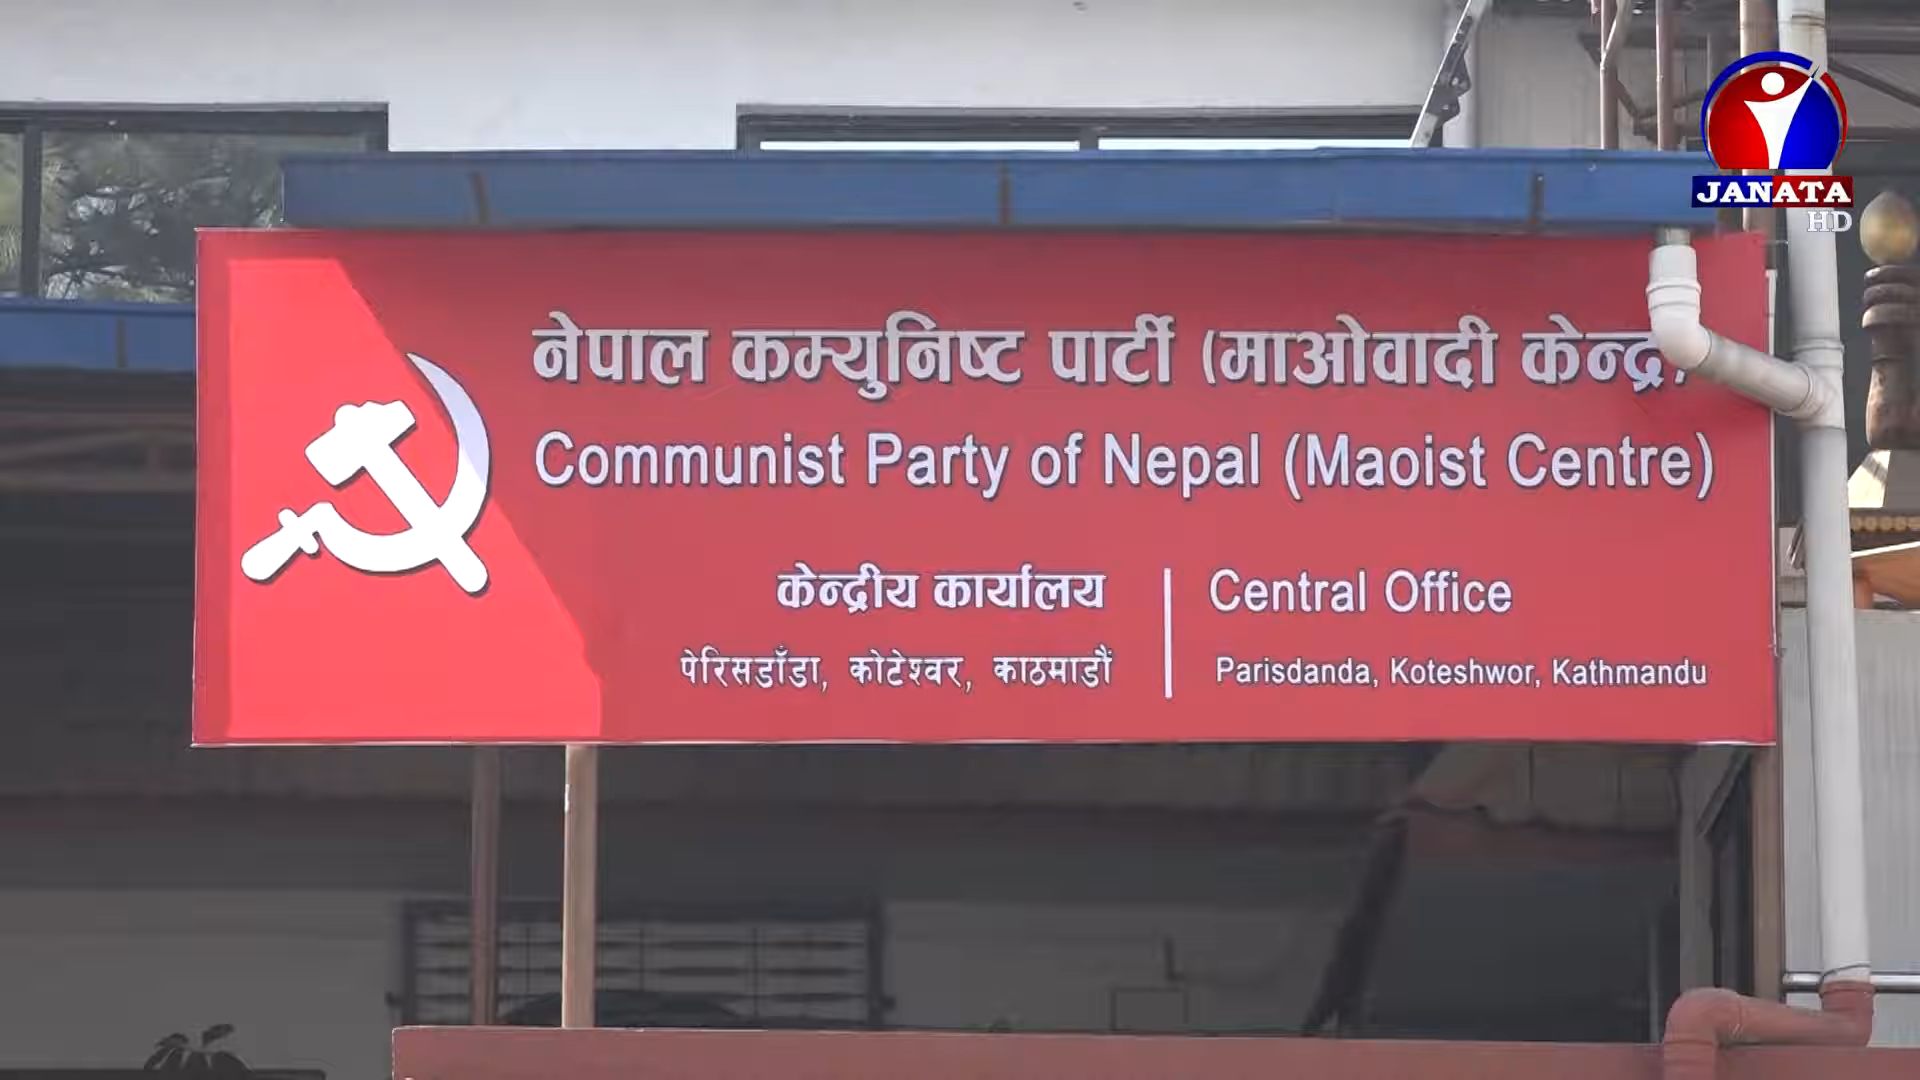 नेपाल कम्युनिष्ट पार्टी (माओवादी केन्द्र)
Communist Party of Nepal (Maoist Centre)
केन्द्रीय कार्यालय
पेरिसडाँडा, कोटेश्वर, काठमाडौं
Central Office
Parisdanda, Koteshwor, Kathmandu
JANATA
HD